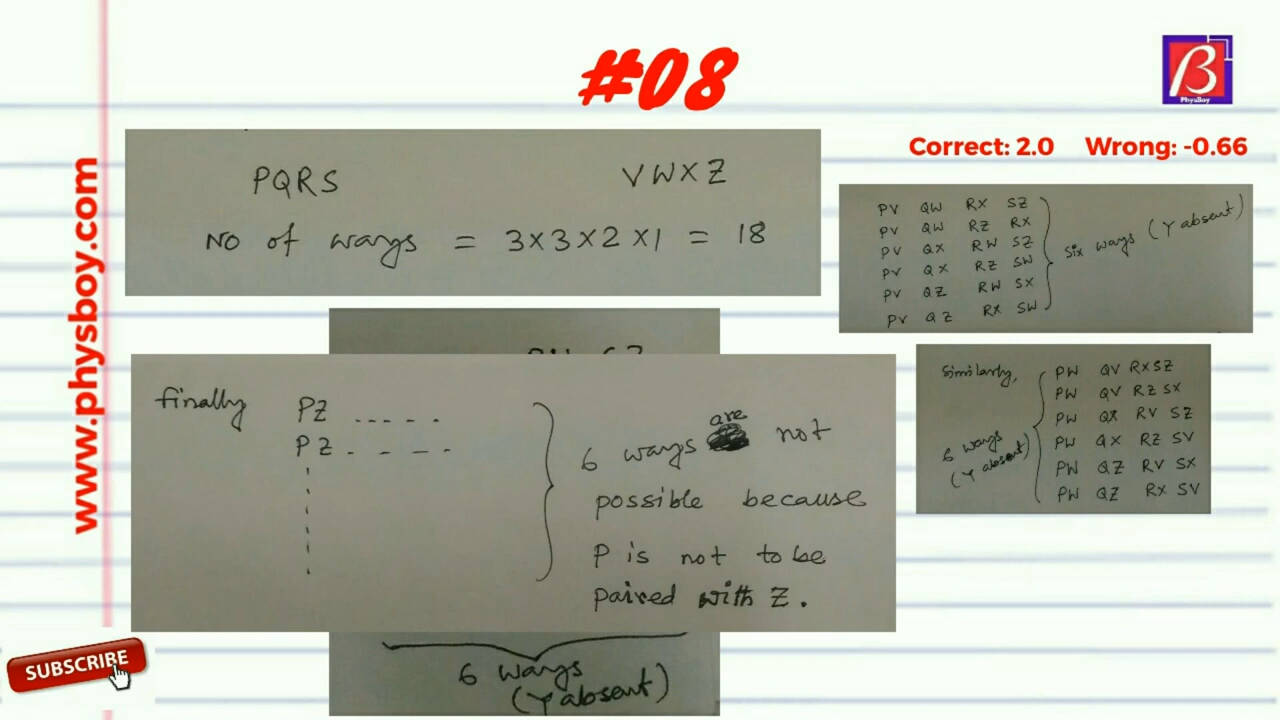 #08
PhysBoy
Correct: 2.0 Wrong: -0.66
www.physboy.com
PQRS VWXZ
No of ways = 3×3×2×1 = 18
PV QW RX SZ
PV QW RZ RX
PV QX RW SZ
PV QX RZ SW
PV QZ RW SX
PV QZ RX SW
Six ways (Y absent)
Similarly,
6 ways
(Y absent)
PW QV RX SZ
PW QV RZ SX
PW QX RV SZ
PW QX RZ SV
PW QZ RV SX
PW QZ RX SV
finally PZ -----
PZ - - - -
6 ways are not
possible because
P is not to be
paired with Z.
6 ways
(Y absent)
SUBSCRIBE